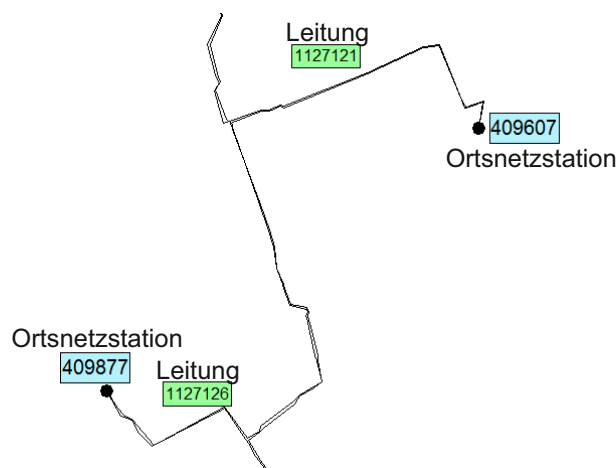 Leitung
1127121
409607
Ortsnetzstation
Ortsnetzstation
409877
Leitung
1127126